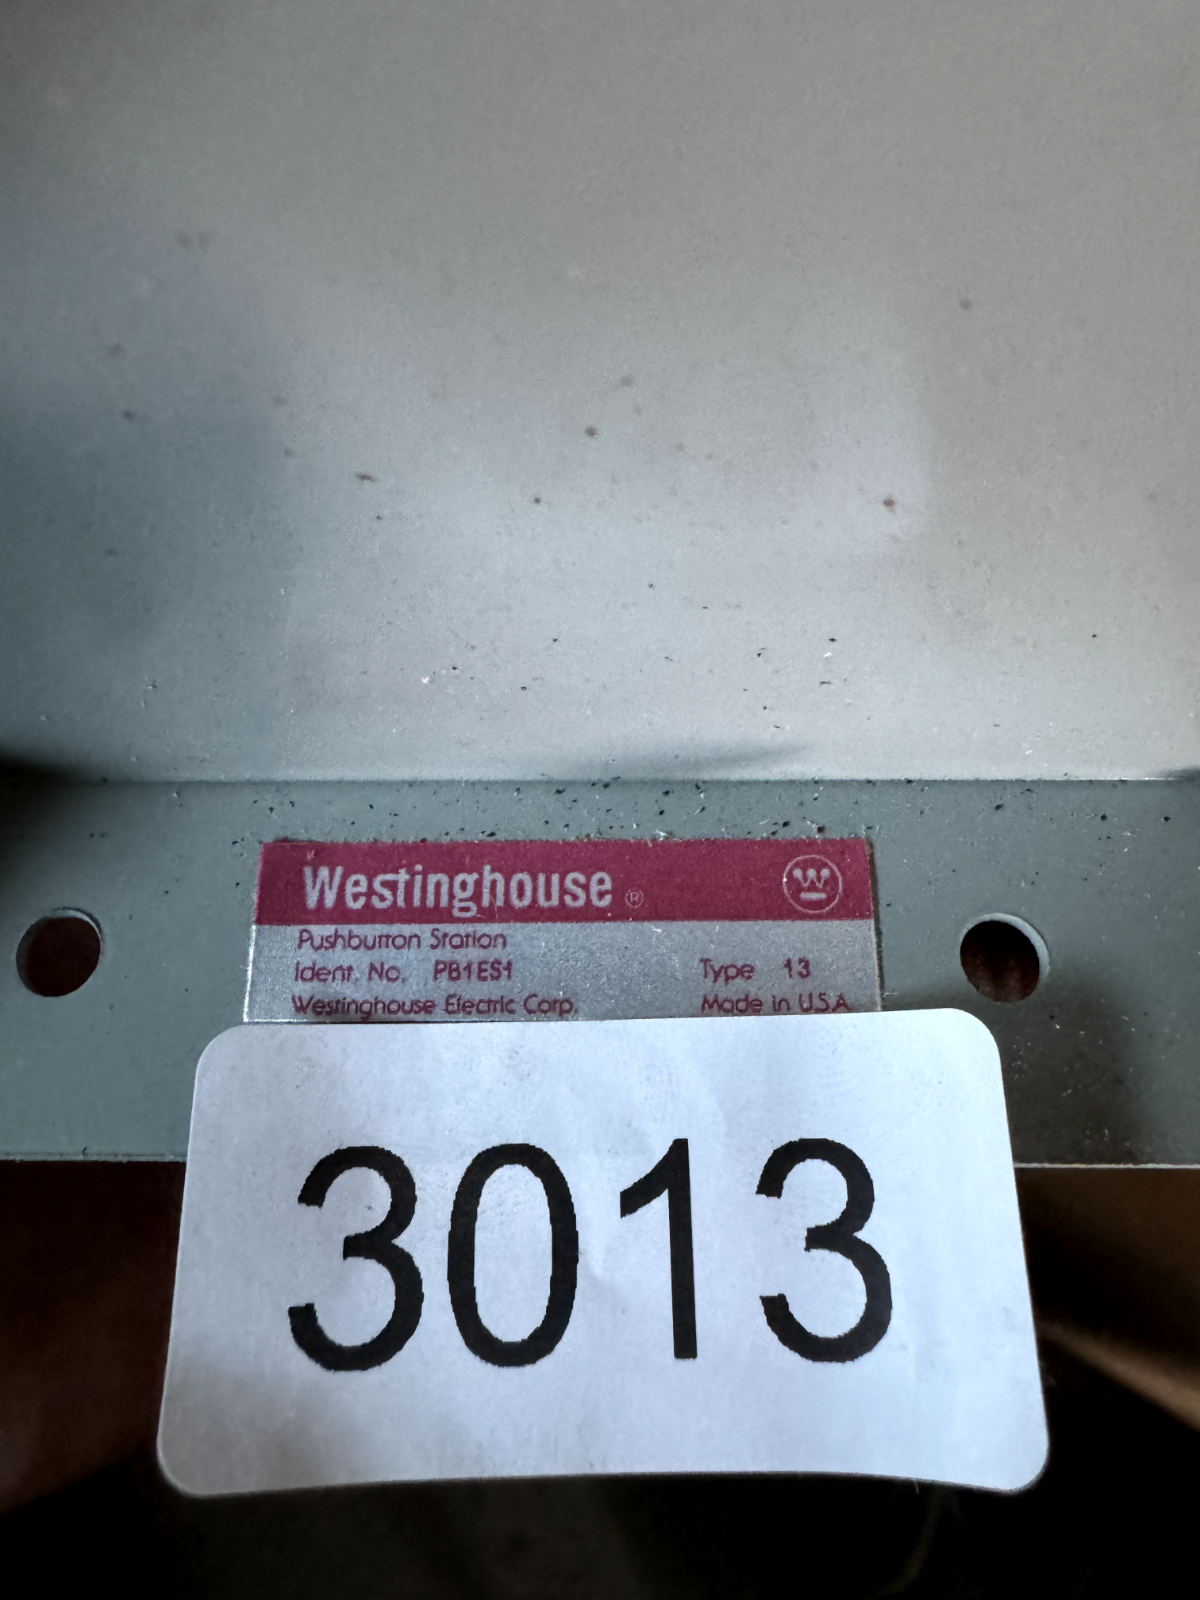 Westinghouse ®
W
Pushbutton Station
Ident. No. PB1ES1 Type 13
Westinghouse Electric Corp. Made in U.S.A.
3013